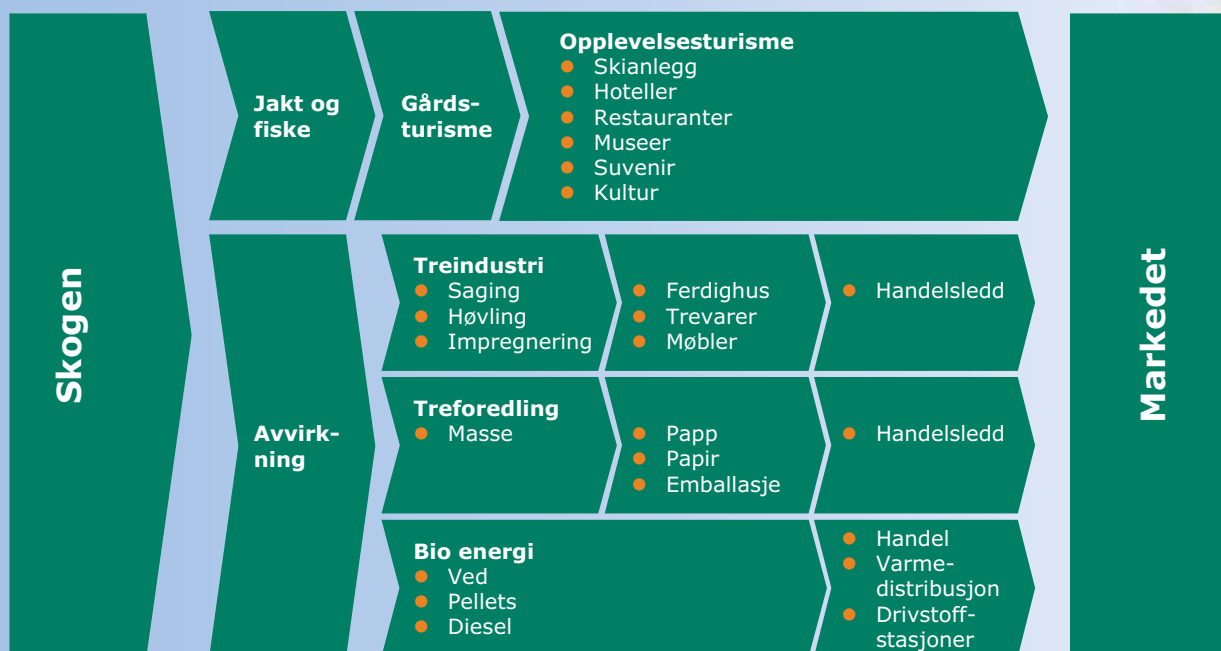 Skogen
Jakt og
fiske
Gårds-
turisme
Opplevelsesturisme
Skianlegg
Hoteller
Restauranter
Museer
Suvenir
Kultur
Avvirk-
ning
Treindustri
Saging
Høvling
Impregnering
Ferdighus
Trevarer
Møbler
Handelsledd
Treforedling
Masse
Papp
Papir
Emballasje
Handelsledd
Bio energi
Ved
Pellets
Diesel
Handel
Varme-
distribusjon
Drivstoff-
stasjoner
Markedet